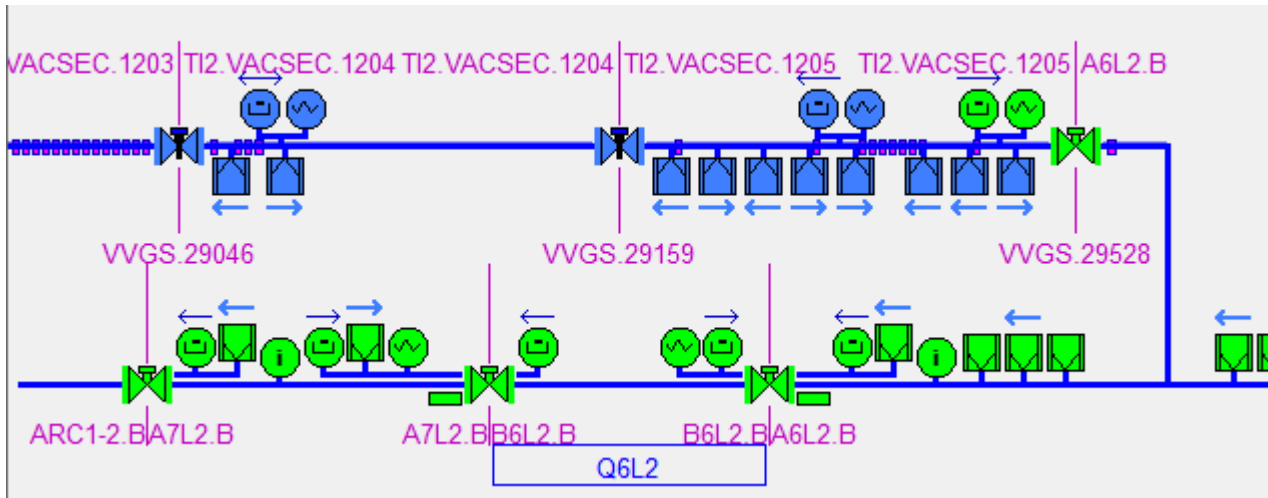 VACSEC.1203 TI2.VACSEC.1204 TI2.VACSEC.1204 TI2.VACSEC.1205 TI2.VACSEC.1205 A6L2.B
VVGS.29046 VVGS.29159 VVGS.29528
i i
ARC1-2.B A7L2.B A7L2.B B6L2.B B6L2.B A6L2.B
Q6L2